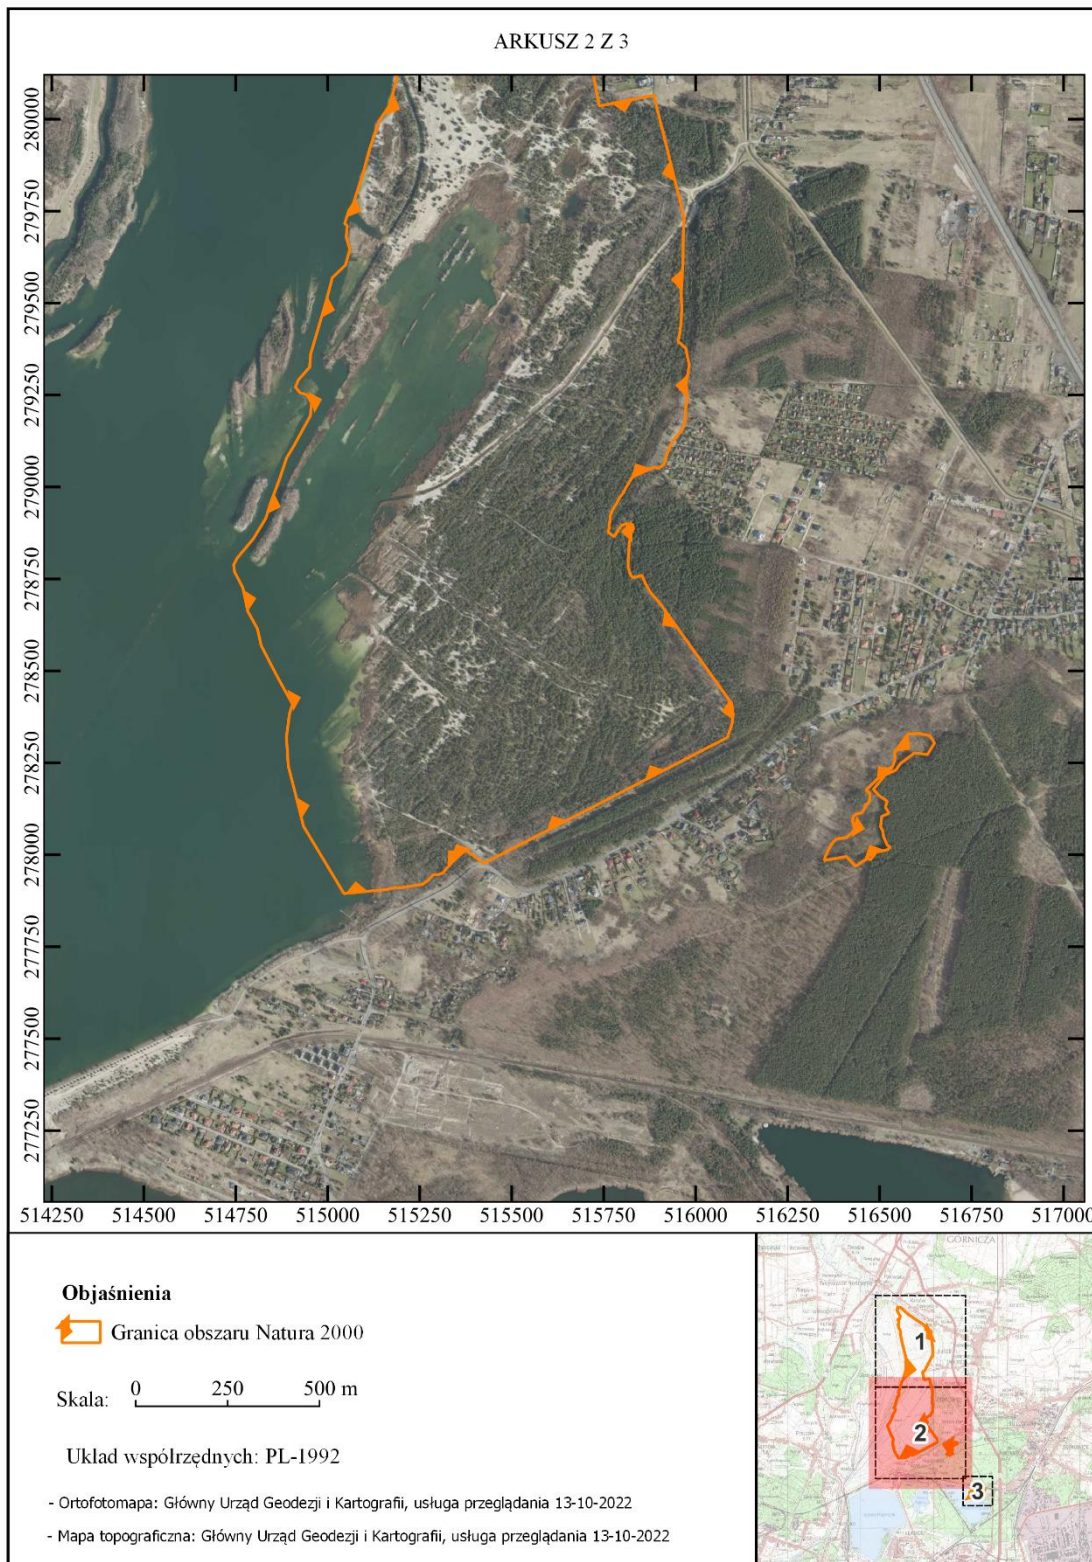 ARKUSZ 2 Z 3
280000
279750
279500
279250
279000
278750
278500
278250
278000
277750
277500
277250
514250 514500 514750 515000 515250 515500 515750 516000 516250 516500 516750 517000
Objaśnienia
Granica obszaru Natura 2000
Skala: 0 250 500 m
Układ współrzędnych: PL-1992
- Ortofotomapa: Główny Urząd Geodezji i Kartografii, usługa przeglądania 13-10-2022
- Mapa topograficzna: Główny Urząd Geodezji i Kartografii, usługa przeglądania 13-10-2022
GÓRNICZA
1
2
3